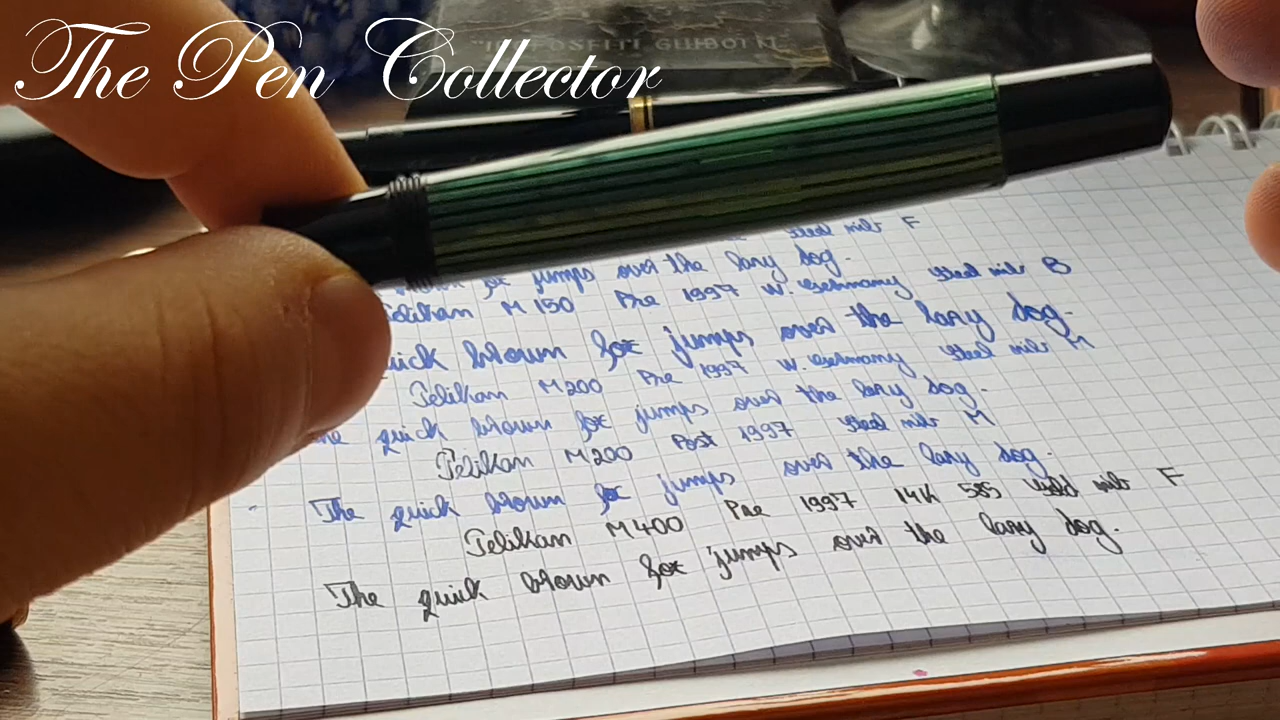 The Pen Collector
Steel nib F
fox jumps over the lazy dog.
Pelikan M 150 Pre 1997 W. Germany Steel nib B
quick brown fox jumps over the lazy dog.
Pelikan M200 Pre 1997 W. Germany Steel nib M
The quick brown fox jumps over the lazy dog.
Pelikan M200 Post 1997 Steel nib M
The quick brown fox jumps over the lazy dog.
Pelikan M400 Pre 1997 14K 585 Gold nib F
The quick brown fox jumps over the lazy dog.